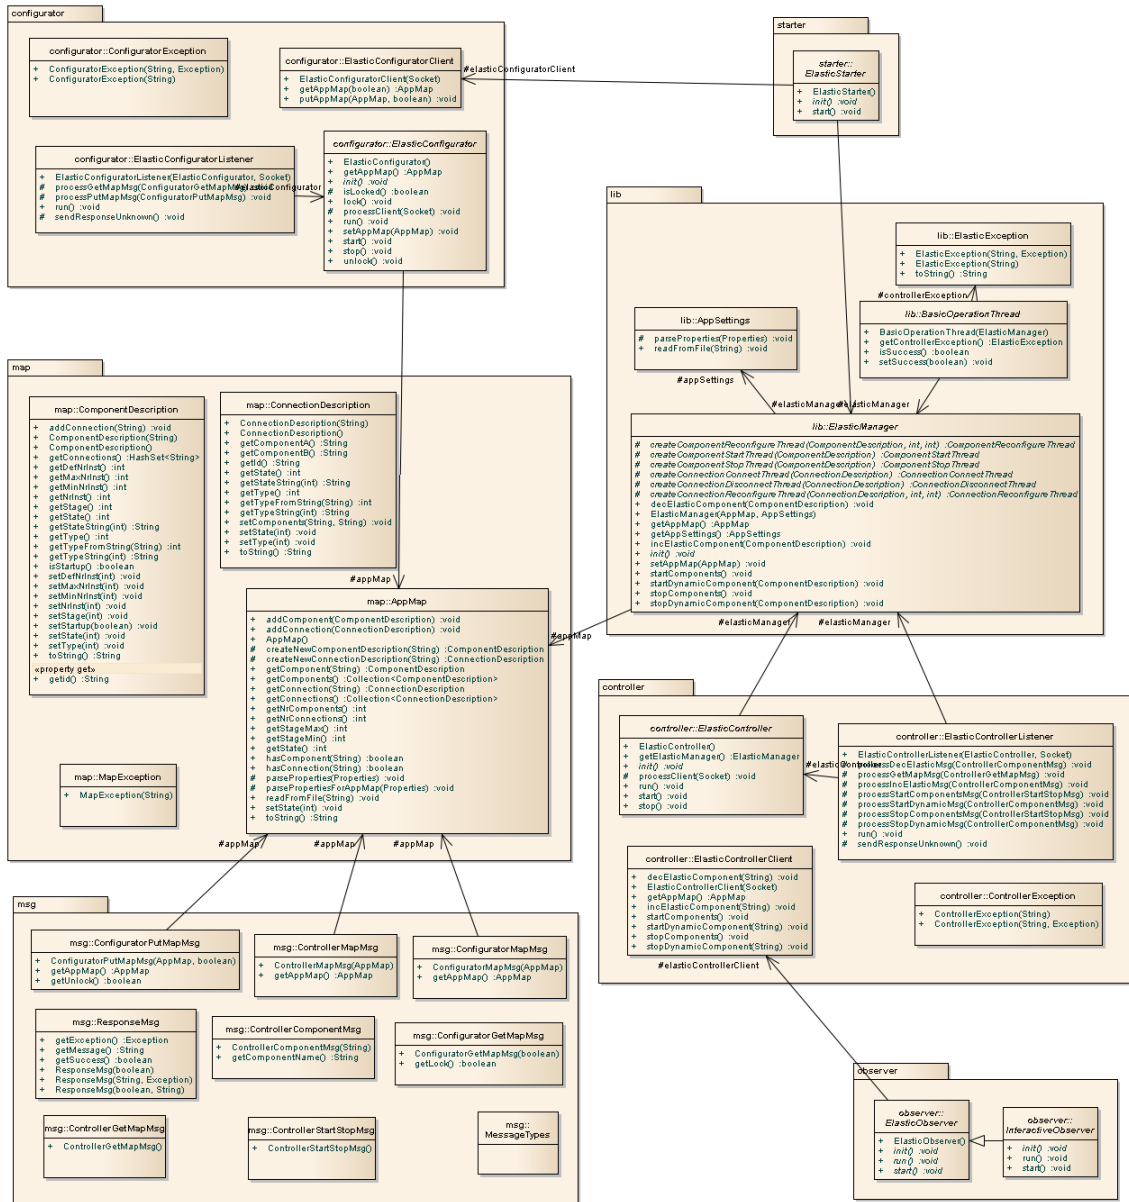 configurator
configurator::ConfiguratorException
+ ConfiguratorException(String, Exception)
+ ConfiguratorException(String)
configurator::ElasticConfiguratorClient
+ ElasticConfiguratorClient(Socket)
+ getAppMap(boolean) :AppMap
+ putAppMap(AppMap, boolean) :void
#elasticConfiguratorClient
configurator::ElasticConfiguratorListener
+ ElasticConfiguratorListener(ElasticConfigurator, Socket)
# processGetMapMsg(ConfiguratorGetMapMsg) :void
# processPutMapMsg(ConfiguratorPutMapMsg) :void
+ run() :void
# sendResponseUnknown() :void
#elasticConfigurator
configurator::ElasticConfigurator
+ ElasticConfigurator()
+ getAppMap() :AppMap
+ init() :void
# isLocked() :boolean
+ lock() :void
# processClient(Socket) :void
+ run() :void
+ setAppMap(AppMap) :void
+ start() :void
+ stop() :void
+ unlock() :void
starter
starter::
ElasticStarter
+ ElasticStarter()
+ init() :void
+ start() :void
lib
lib::ElasticException
+ ElasticException(String, Exception)
+ ElasticException(String)
+ toString() :String
#controllerException
lib::BasicOperationThread
+ BasicOperationThread(ElasticManager)
+ getControllerException() :ElasticException
+ isSuccess() :boolean
+ setSuccess(boolean) :void
lib::AppSettings
# parseProperties(Properties) :void
+ readFromFile(String) :void
#appSettings
#elasticManager
#elasticManager
lib::ElasticManager
# createComponentReconfigureThread(ComponentDescription, int, int) :ComponentReconfigureThread
# createComponentStartThread(ComponentDescription) :ComponentStartThread
# createComponentStopThread(ComponentDescription) :ComponentStopThread
# createConnectionConnectThread(ConnectionDescription) :ConnectionConnectThread
# createConnectionDisconnectThread(ConnectionDescription) :ConnectionDisconnectThread
# createConnectionReconfigureThread(ConnectionDescription, int, int) :ConnectionReconfigureThread
+ decElasticComponent(ComponentDescription) :void
+ ElasticManager(AppMap, AppSettings)
+ getAppMap() :AppMap
+ getAppSettings() :AppSettings
+ incElasticComponent(ComponentDescription) :void
+ init() :void
+ setAppMap(AppMap) :void
+ startComponents() :void
+ startDynamicComponent(ComponentDescription) :void
+ stopComponents() :void
+ stopDynamicComponent(ComponentDescription) :void
#elasticManager
#elasticManager
#appMap
map
map::ComponentDescription
+ addConnection(String) :void
+ ComponentDescription(String)
+ ComponentDescription()
+ getConnections() :HashSet<String>
+ getDefNrInst() :int
+ getMaxNrInst() :int
+ getMinNrInst() :int
+ getNrInst() :int
+ getStage() :int
+ getState() :int
+ getStateString(int) :String
+ getType() :int
+ getTypeFromString(String) :int
+ getTypeString(int) :String
+ isStartup() :boolean
+ setDefNrInst(int) :void
+ setMaxNrInst(int) :void
+ setMinNrInst(int) :void
+ setNrInst(int) :void
+ setStage(int) :void
+ setStartup(boolean) :void
+ setState(int) :void
+ setType(int) :void
+ toString() :String
«property get»
+ getid() :String
map::ConnectionDescription
+ ConnectionDescription(String)
+ ConnectionDescription()
+ getComponentA() :String
+ getComponentB() :String
+ getId() :String
+ getState() :int
+ getStateString(int) :String
+ getType() :int
+ getTypeFromString(String) :int
+ getTypeString(int) :String
+ setComponents(String, String) :void
+ setState(int) :void
+ setType(int) :void
+ toString() :String
#appMap
map::AppMap
+ addComponent(ComponentDescription) :void
+ addConnection(ConnectionDescription) :void
+ AppMap()
# createNewComponentDescription(String) :ComponentDescription
# createNewConnectionDescription(String) :ConnectionDescription
+ getComponent(String) :ComponentDescription
+ getComponents() :Collection<ComponentDescription>
+ getConnection(String) :ConnectionDescription
+ getConnections() :Collection<ConnectionDescription>
+ getNrComponents() :int
+ getNrConnections() :int
+ getStageMax() :int
+ getStageMin() :int
+ getState() :int
+ hasComponent(String) :boolean
+ hasConnection(String) :boolean
# parseProperties(Properties) :void
# parsePropertiesForAppMap(Properties) :void
+ readFromFile(String) :void
+ setState(int) :void
+ toString() :String
map::MapException
+ MapException(String)
#appMap
#appMap
#appMap
controller
controller::ElasticController
+ ElasticController()
+ getElasticManager() :ElasticManager
+ init() :void
# processClient(Socket) :void
+ run() :void
+ start() :void
+ stop() :void
#elasticController
controller::ElasticControllerListener
+ ElasticControllerListener(ElasticController, Socket)
# processDecElasticMsg(ControllerComponentMsg) :void
# processGetMapMsg(ControllerGetMapMsg) :void
# processIncElasticMsg(ControllerComponentMsg) :void
# processStartComponentsMsg(ControllerStartStopMsg) :void
# processStartDynamicMsg(ControllerComponentMsg) :void
# processStopComponentsMsg(ControllerStartStopMsg) :void
# processStopDynamicMsg(ControllerComponentMsg) :void
+ run() :void
# sendResponseUnknown() :void
controller::ElasticControllerClient
+ decElasticComponent(String) :void
+ ElasticControllerClient(Socket)
+ getAppMap() :AppMap
+ incElasticComponent(String) :void
+ startComponents() :void
+ startDynamicComponent(String) :void
+ stopComponents() :void
+ stopDynamicComponent(String) :void
#elasticControllerClient
controller::ControllerException
+ ControllerException(String)
+ ControllerException(String, Exception)
msg
msg::ConfiguratorPutMapMsg
+ ConfiguratorPutMapMsg(AppMap, boolean)
+ getAppMap() :AppMap
+ getUnlock() :boolean
msg::ControllerMapMsg
+ ControllerMapMsg(AppMap)
+ getAppMap() :AppMap
msg::ConfiguratorMapMsg
+ ConfiguratorMapMsg(AppMap)
+ getAppMap() :AppMap
msg::ResponseMsg
+ getException() :Exception
+ getMessage() :String
+ getSuccess() :boolean
+ ResponseMsg(boolean)
+ ResponseMsg(String, Exception)
+ ResponseMsg(boolean, String)
msg::ControllerComponentMsg
+ ControllerComponentMsg(String)
+ getComponentName() :String
msg::ConfiguratorGetMapMsg
+ ConfiguratorGetMapMsg(boolean)
+ getLock() :boolean
msg::ControllerGetMapMsg
+ ControllerGetMapMsg()
msg::ControllerStartStopMsg
+ ControllerStartStopMsg()
msg::
MessageTypes
observer
observer::
ElasticObserver
+ ElasticObserver()
+ init() :void
+ run() :void
+ start() :void
observer::
InteractiveObserver
+ init() :void
+ run() :void
+ start() :void